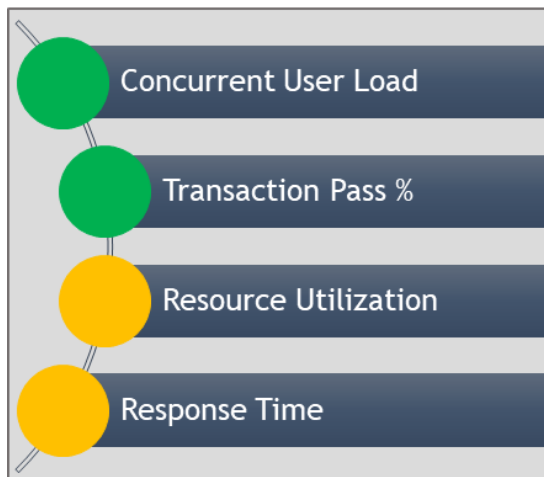 Concurrent User Load
Transaction Pass %
Resource Utilization
Response Time